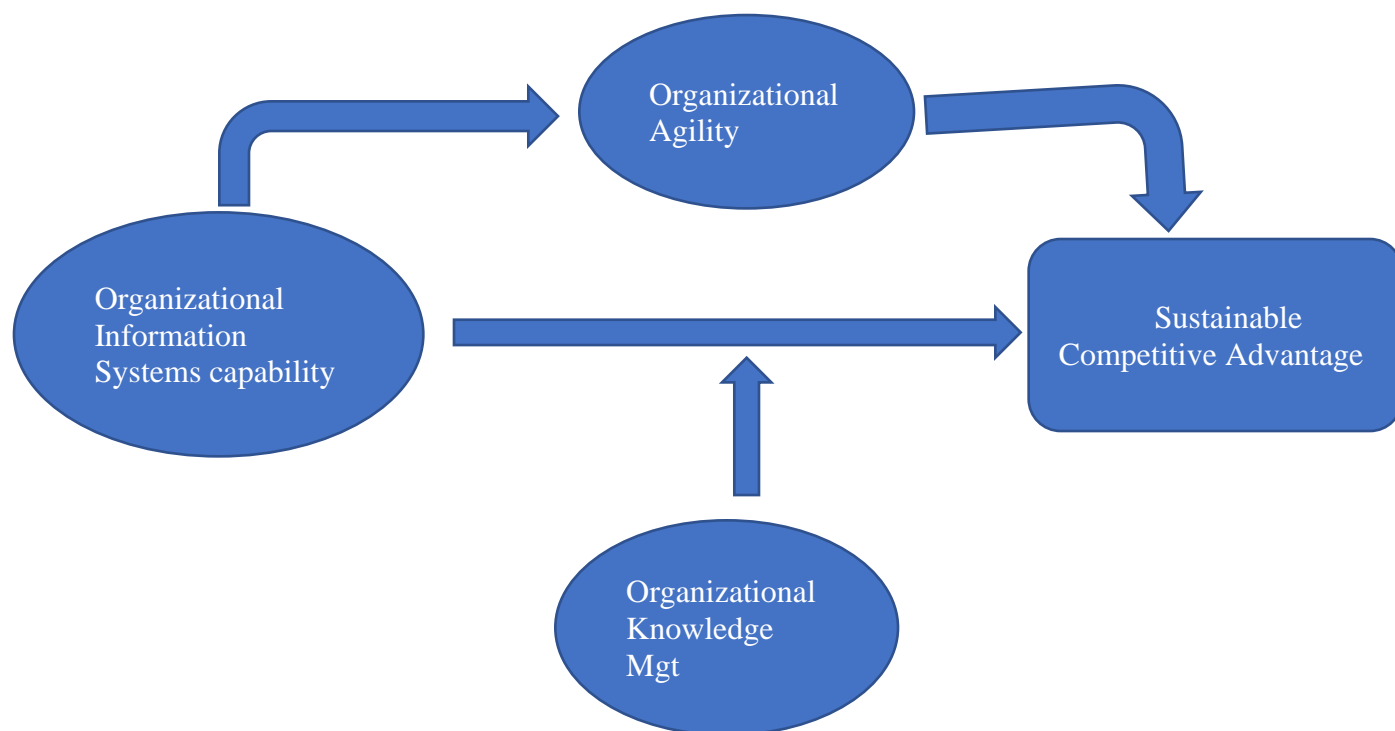 Organizational
Agility
Organizational
Information
Systems capability
Sustainable
Competitive Advantage
Organizational
Knowledge
Mgt